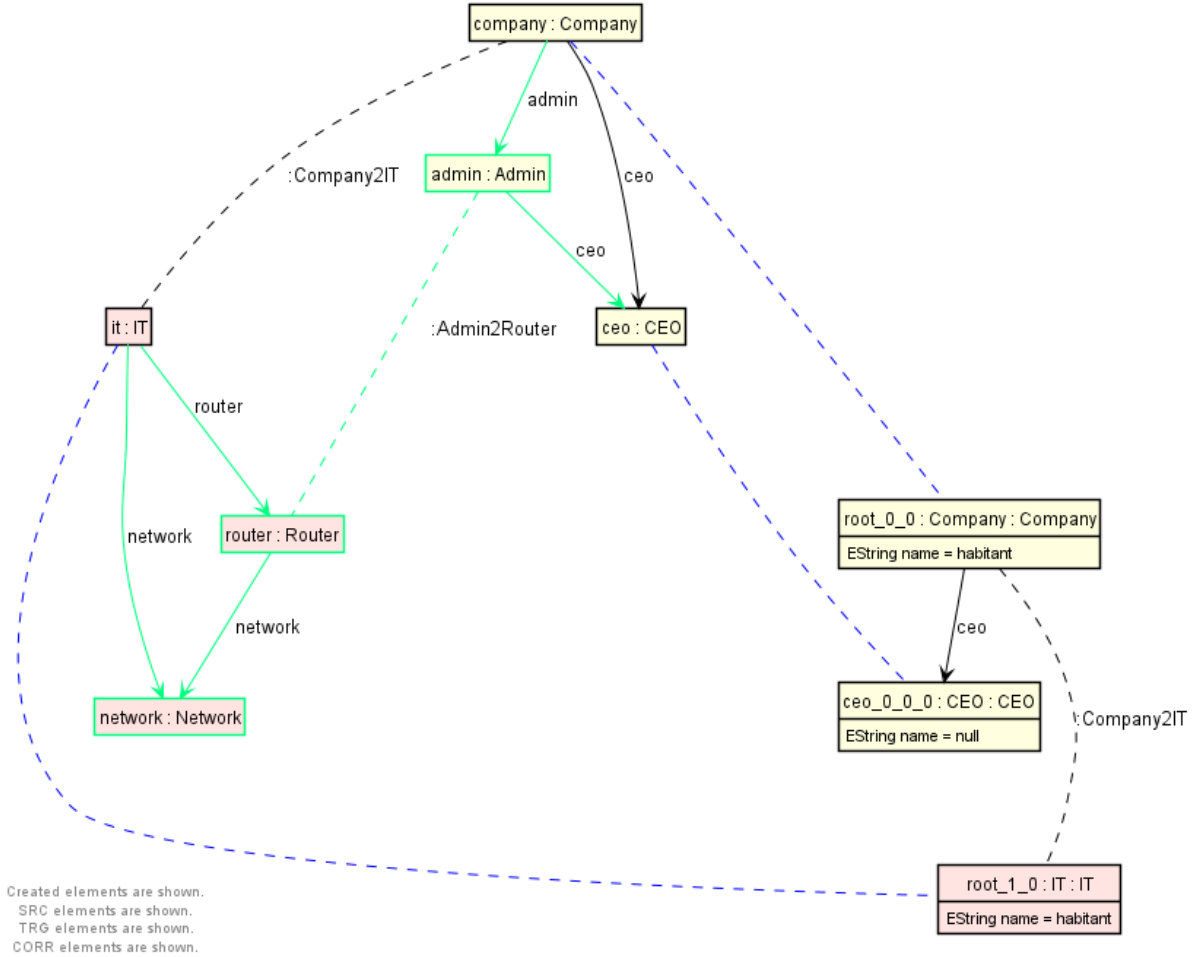 company : Company
admin
:Company2IT
admin : Admin
ceo
ceo
it : IT
:Admin2Router
ceo : CEO
router
root_0_0 : Company : Company
EString name = habitant
network
router : Router
network
ceo
ceo_0_0_0 : CEO : CEO
EString name = null
network : Network
:Company2IT
root_1_0 : IT : IT
EString name = habitant
Created elements are shown.
SRC elements are shown.
TRG elements are shown.
CORR elements are shown.